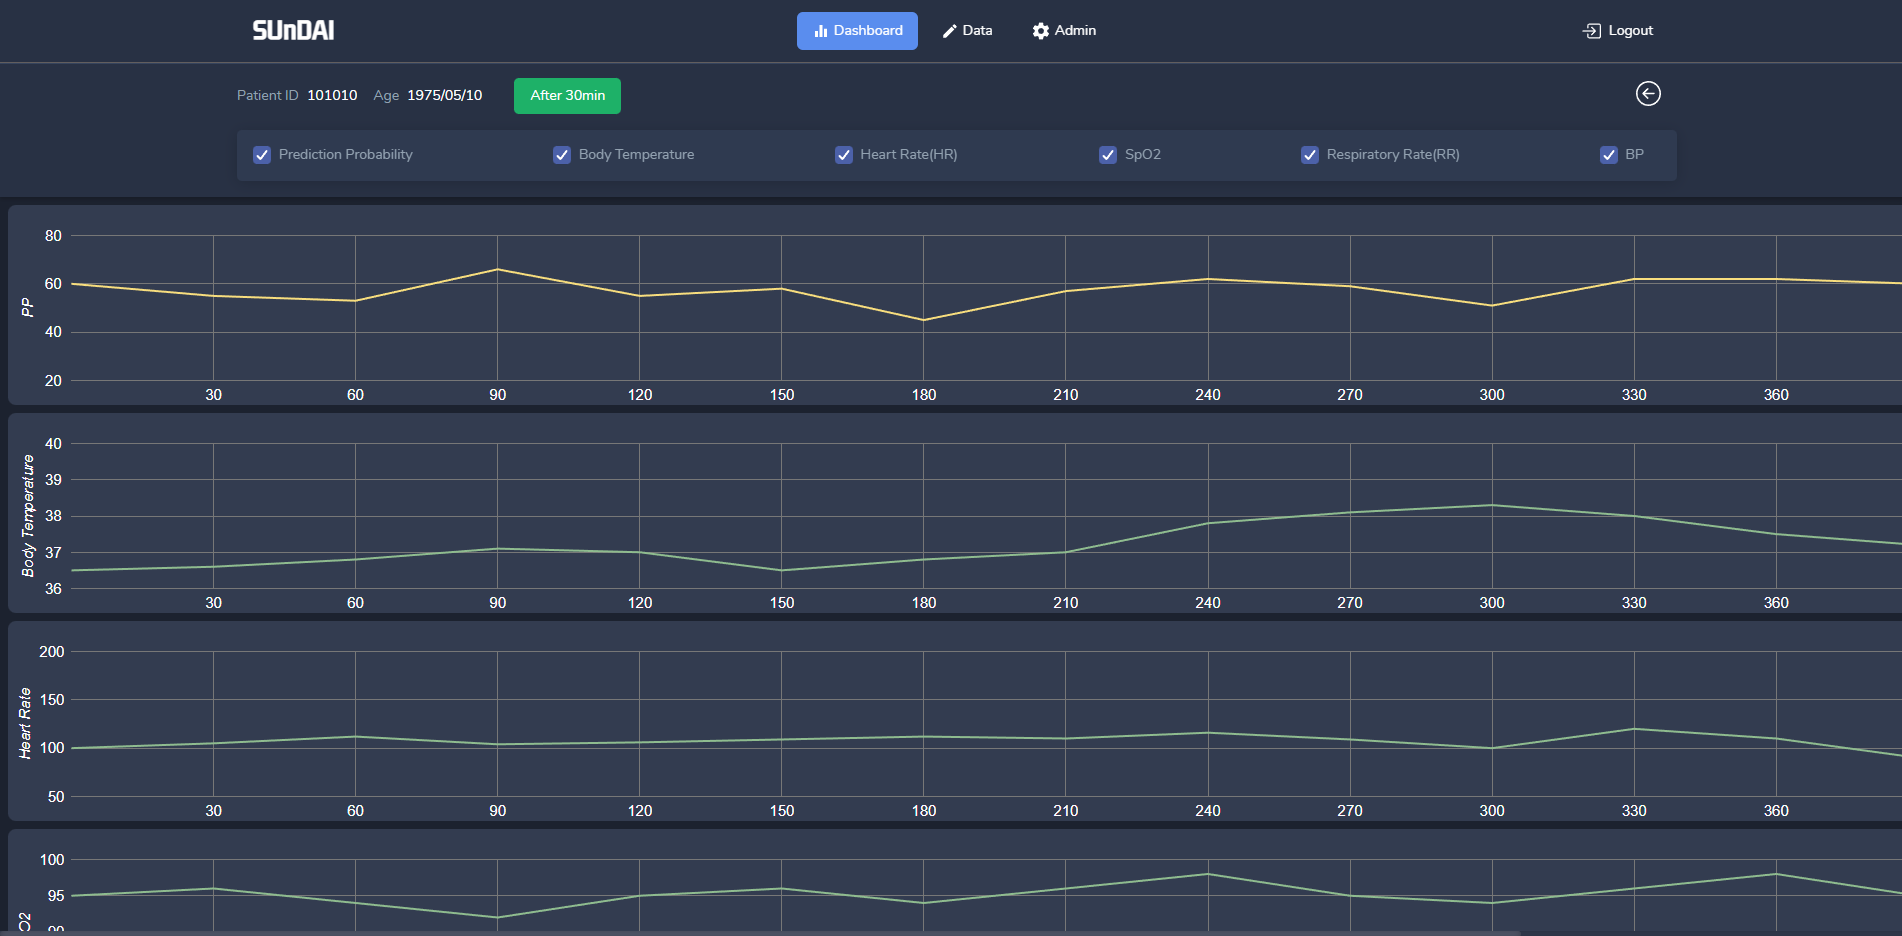 SUnDAI Dashboard Data Admin Logout
Patient ID 101010 Age 1975/05/10 After 30min
Prediction Probability Body Temperature Heart Rate(HR) SpO2 Respiratory Rate(RR) BP
PP
80
60
40
20
30 60 90 120 150 180 210 240 270 300 330 360
Body Temperature
40
39
38
37
36
30 60 90 120 150 180 210 240 270 300 330 360
Heart Rate
200
150
100
50
30 60 90 120 150 180 210 240 270 300 330 360
O2
100
95
90